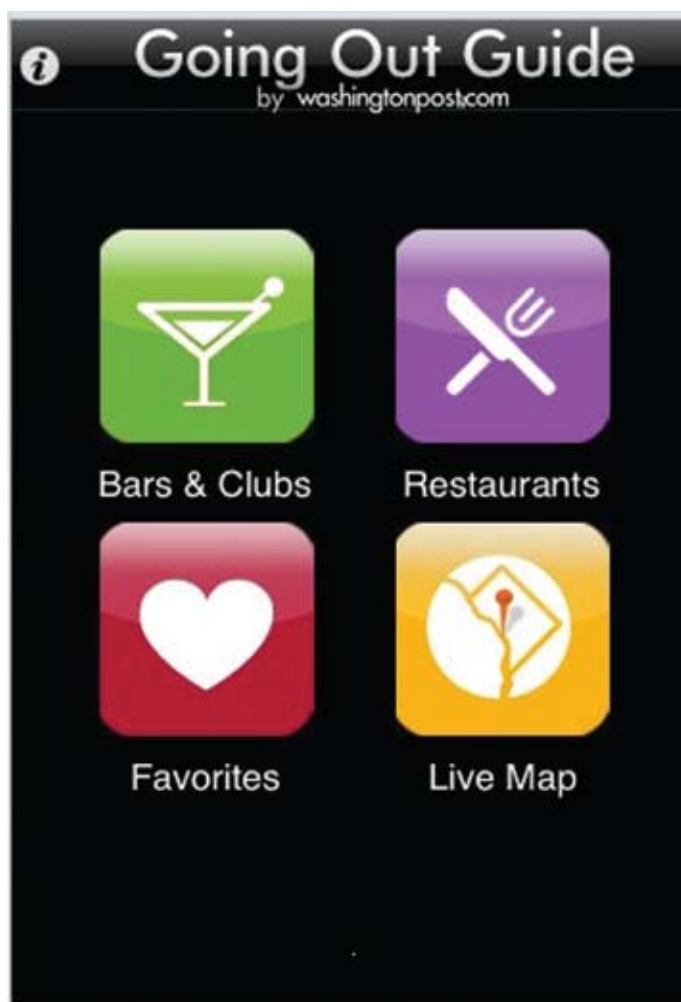 Going Out Guide
by washingtonpost.com
Bars & Clubs
Restaurants
Favorites
Live Map